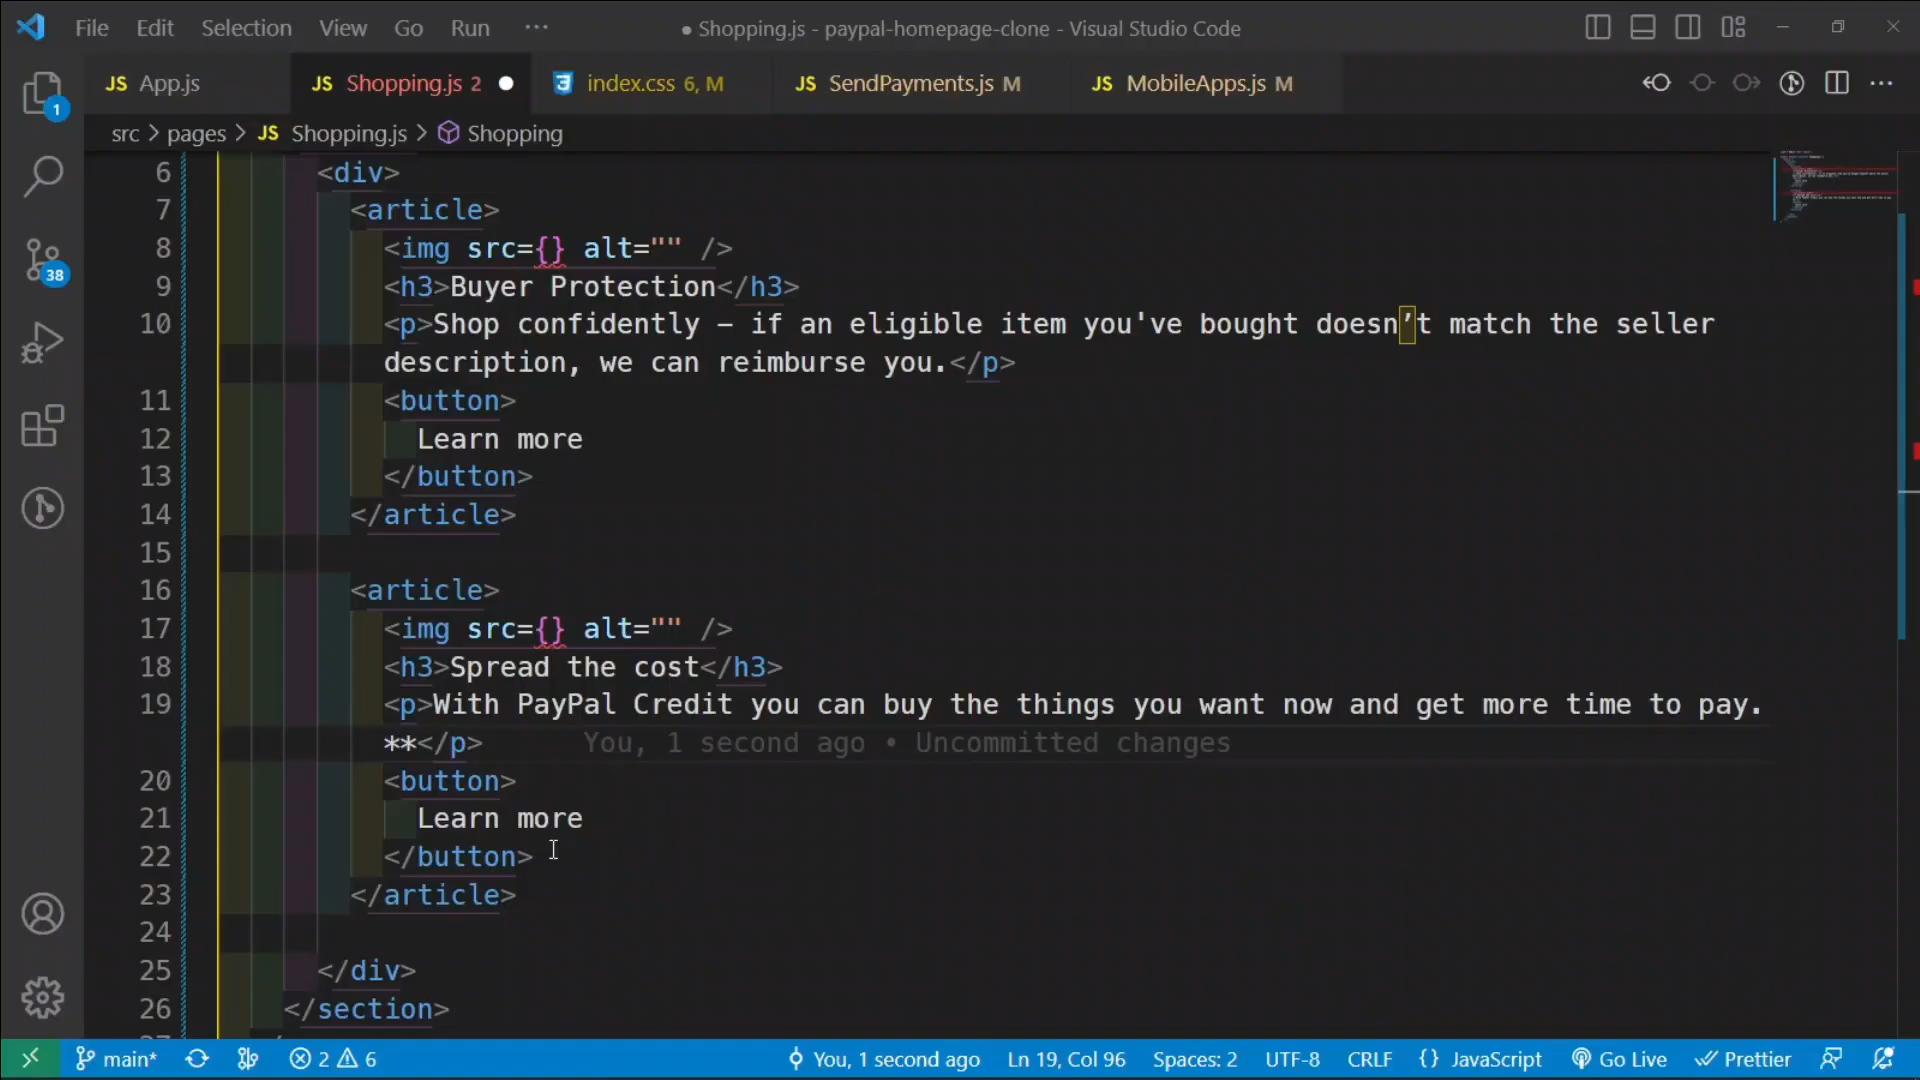 File Edit Selection View Go Run ··· ● Shopping.js - paypal-homepage-clone - Visual Studio Code
JS App.js JS Shopping.js 2 ● index.css 6, M JS SendPayments.js M JS MobileApps.js M
src > pages > JS Shopping.js > Shopping
1
38
6 <div>
7 <article>
8 <img src={} alt="" />
9 <h3>Buyer Protection</h3>
10 <p>Shop confidently – if an eligible item you've bought doesn’t match the seller
description, we can reimburse you.</p>
11 <button>
12 Learn more
13 </button>
14 </article>
15
16 <article>
17 <img src={} alt="" />
18 <h3>Spread the cost</h3>
19 <p>With PayPal Credit you can buy the things you want now and get more time to pay.
**</p> You, 1 second ago • Uncommitted changes
20 <button>
21 Learn more
22 </button>
23 </article>
24
25 </div>
26 </section>
main* 2 6 You, 1 second ago Ln 19, Col 96 Spaces: 2 UTF-8 CRLF {} JavaScript Go Live Prettier